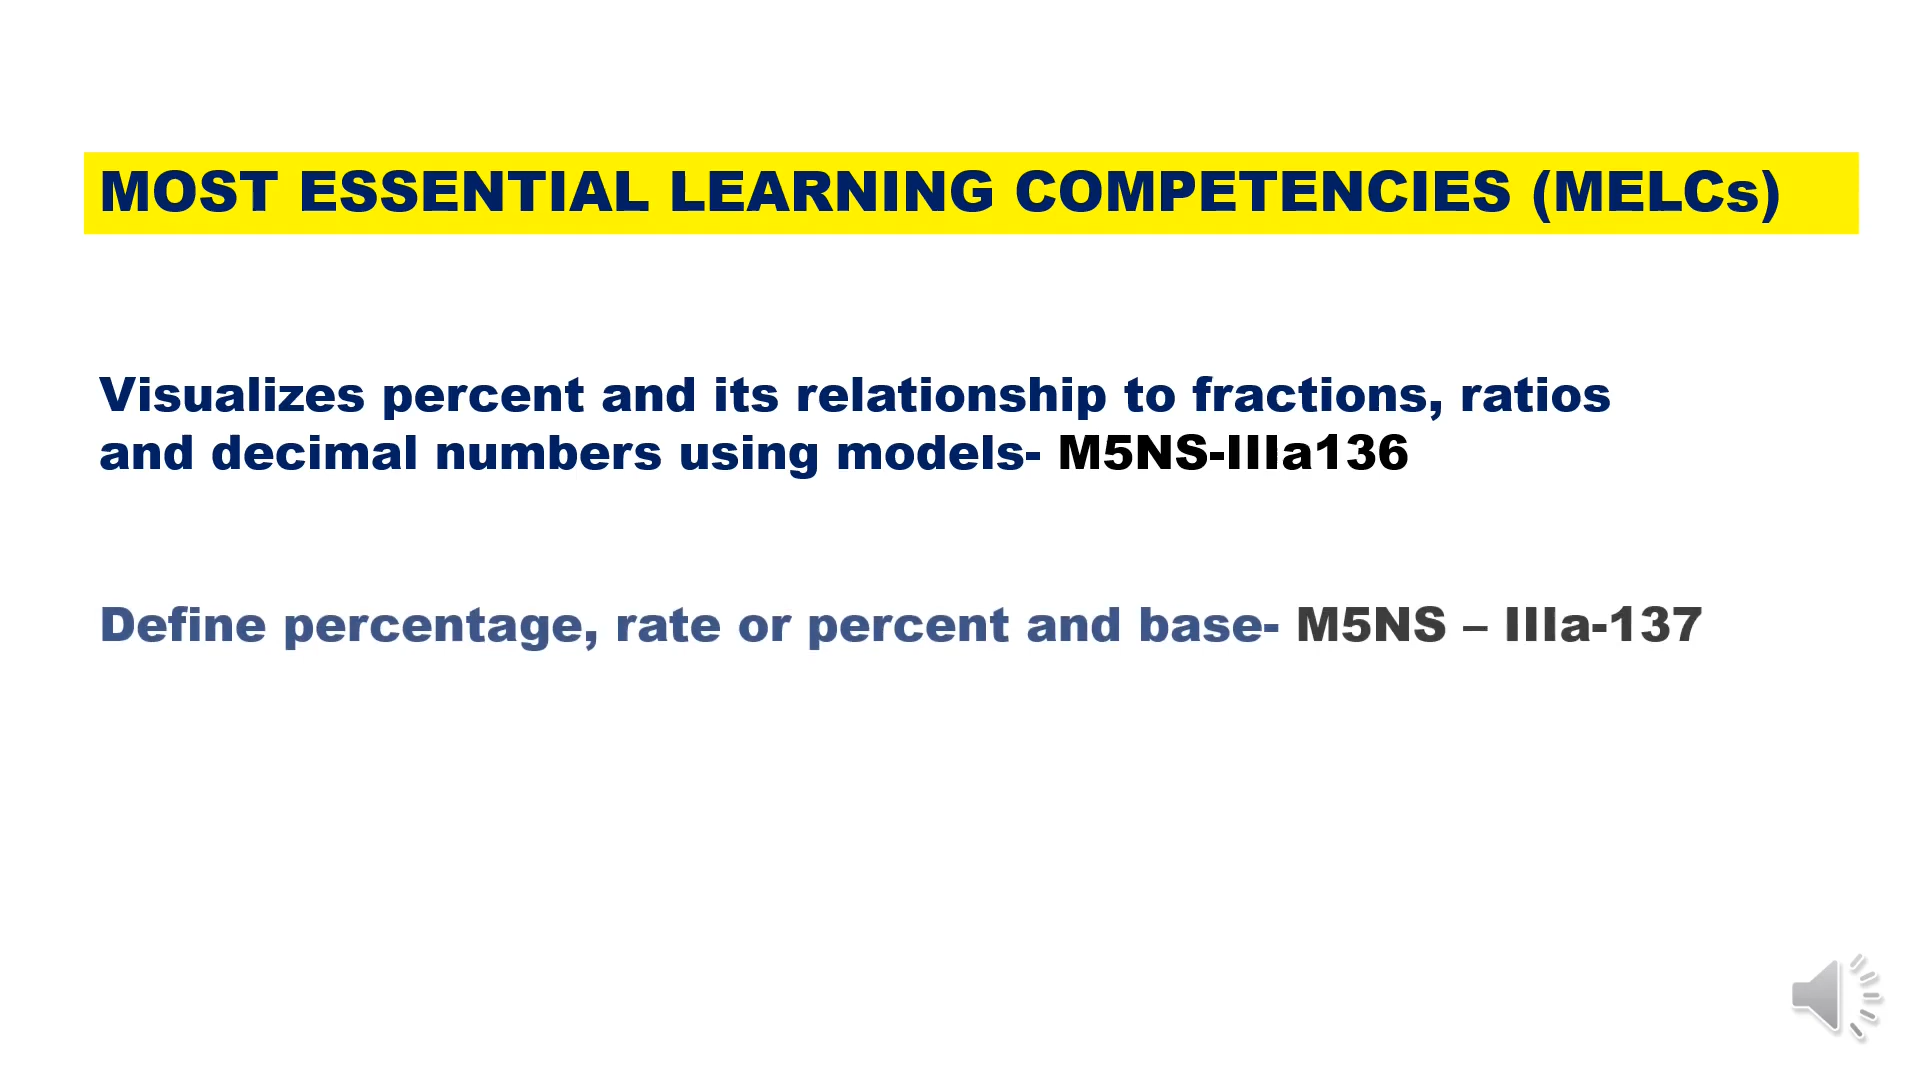 MOST ESSENTIAL LEARNING COMPETENCIES (MELCs)
Visualizes percent and its relationship to fractions, ratios
and decimal numbers using models- M5NS-IIIa136
Define percentage, rate or percent and base- M5NS – IIIa-137